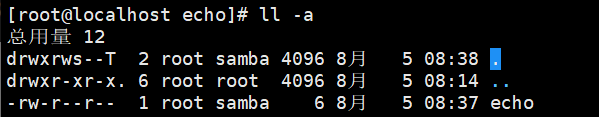 [root@localhost echo]# ll -a
总用量 12
drwxrws--T  2 root samba 4096 8月   5 08:38 .
drwxr-xr-x. 6 root root  4096 8月   5 08:14 ..
-rw-r--r--  1 root samba    6 8月   5 08:37 echo